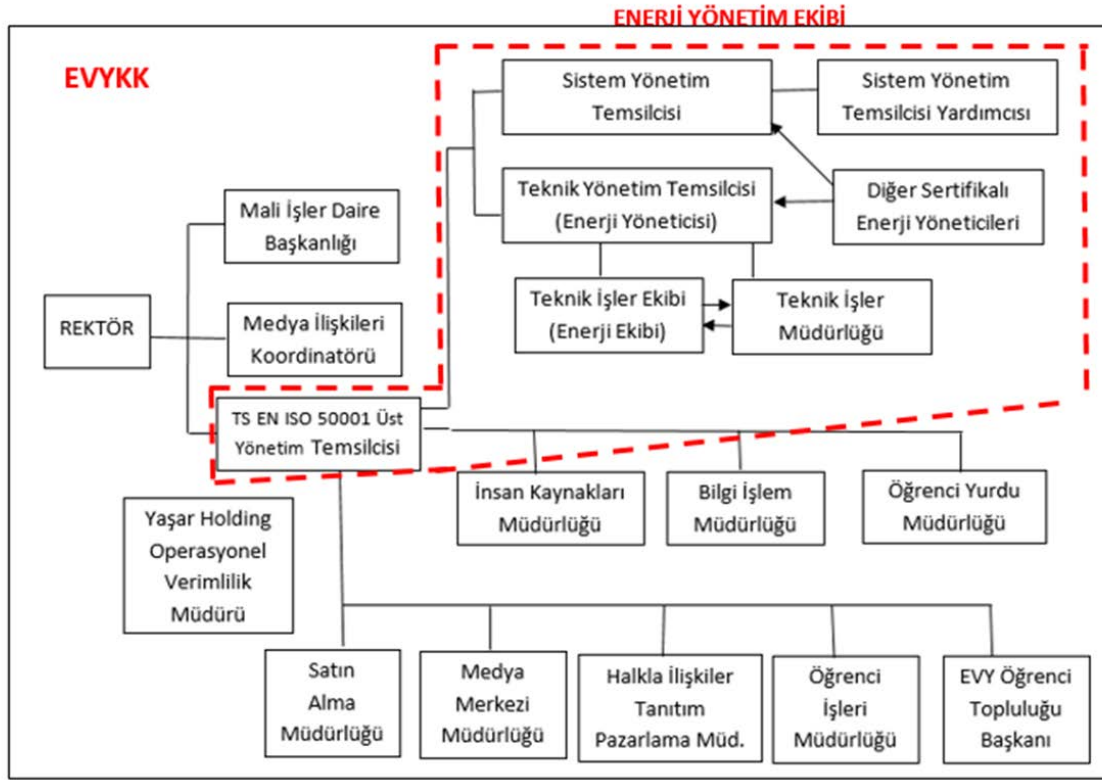 ENERJİ YÖNETİM EKİBİ
EVYKK
Sistem Yönetim
Temsilcisi
Sistem Yönetim
Temsilcisi Yardımcısı
Teknik Yönetim Temsilcisi
(Enerji Yöneticisi)
Diğer Sertifikalı
Enerji Yöneticileri
Mali İşler Daire
Başkanlığı
Teknik İşler Ekibi
(Enerji Ekibi)
Teknik İşler
Müdürlüğü
REKTÖR
Medya İlişkileri
Koordinatörü
TS EN ISO 50001 Üst
Yönetim Temsilcisi
İnsan Kaynakları
Müdürlüğü
Bilgi İşlem
Müdürlüğü
Öğrenci Yurdu
Müdürlüğü
Yaşar Holding
Operasyonel
Verimlilik
Müdürü
Satın
Alma
Müdürlüğü
Medya
Merkezi
Müdürlüğü
Halkla İlişkiler
Tanıtım
Pazarlama Müd.
Öğrenci
İşleri
Müdürlüğü
EVY Öğrenci
Topluluğu
Başkanı